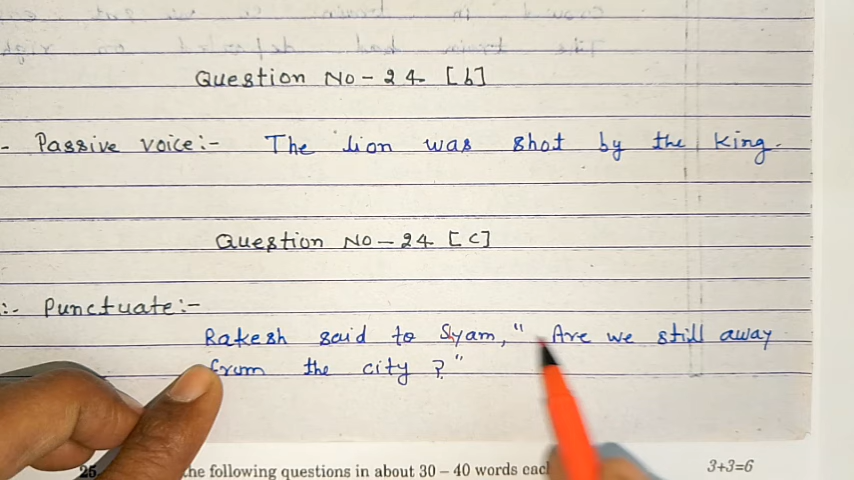 Question No - 24 [b]
- Passive voice:- The lion was shot by the king.
Question No - 24 [c]
:- Punctuate:-
Rakesh said to Syam, " Are we still away
from the city ? "
25 the following questions in about 30 – 40 words each 3+3=6